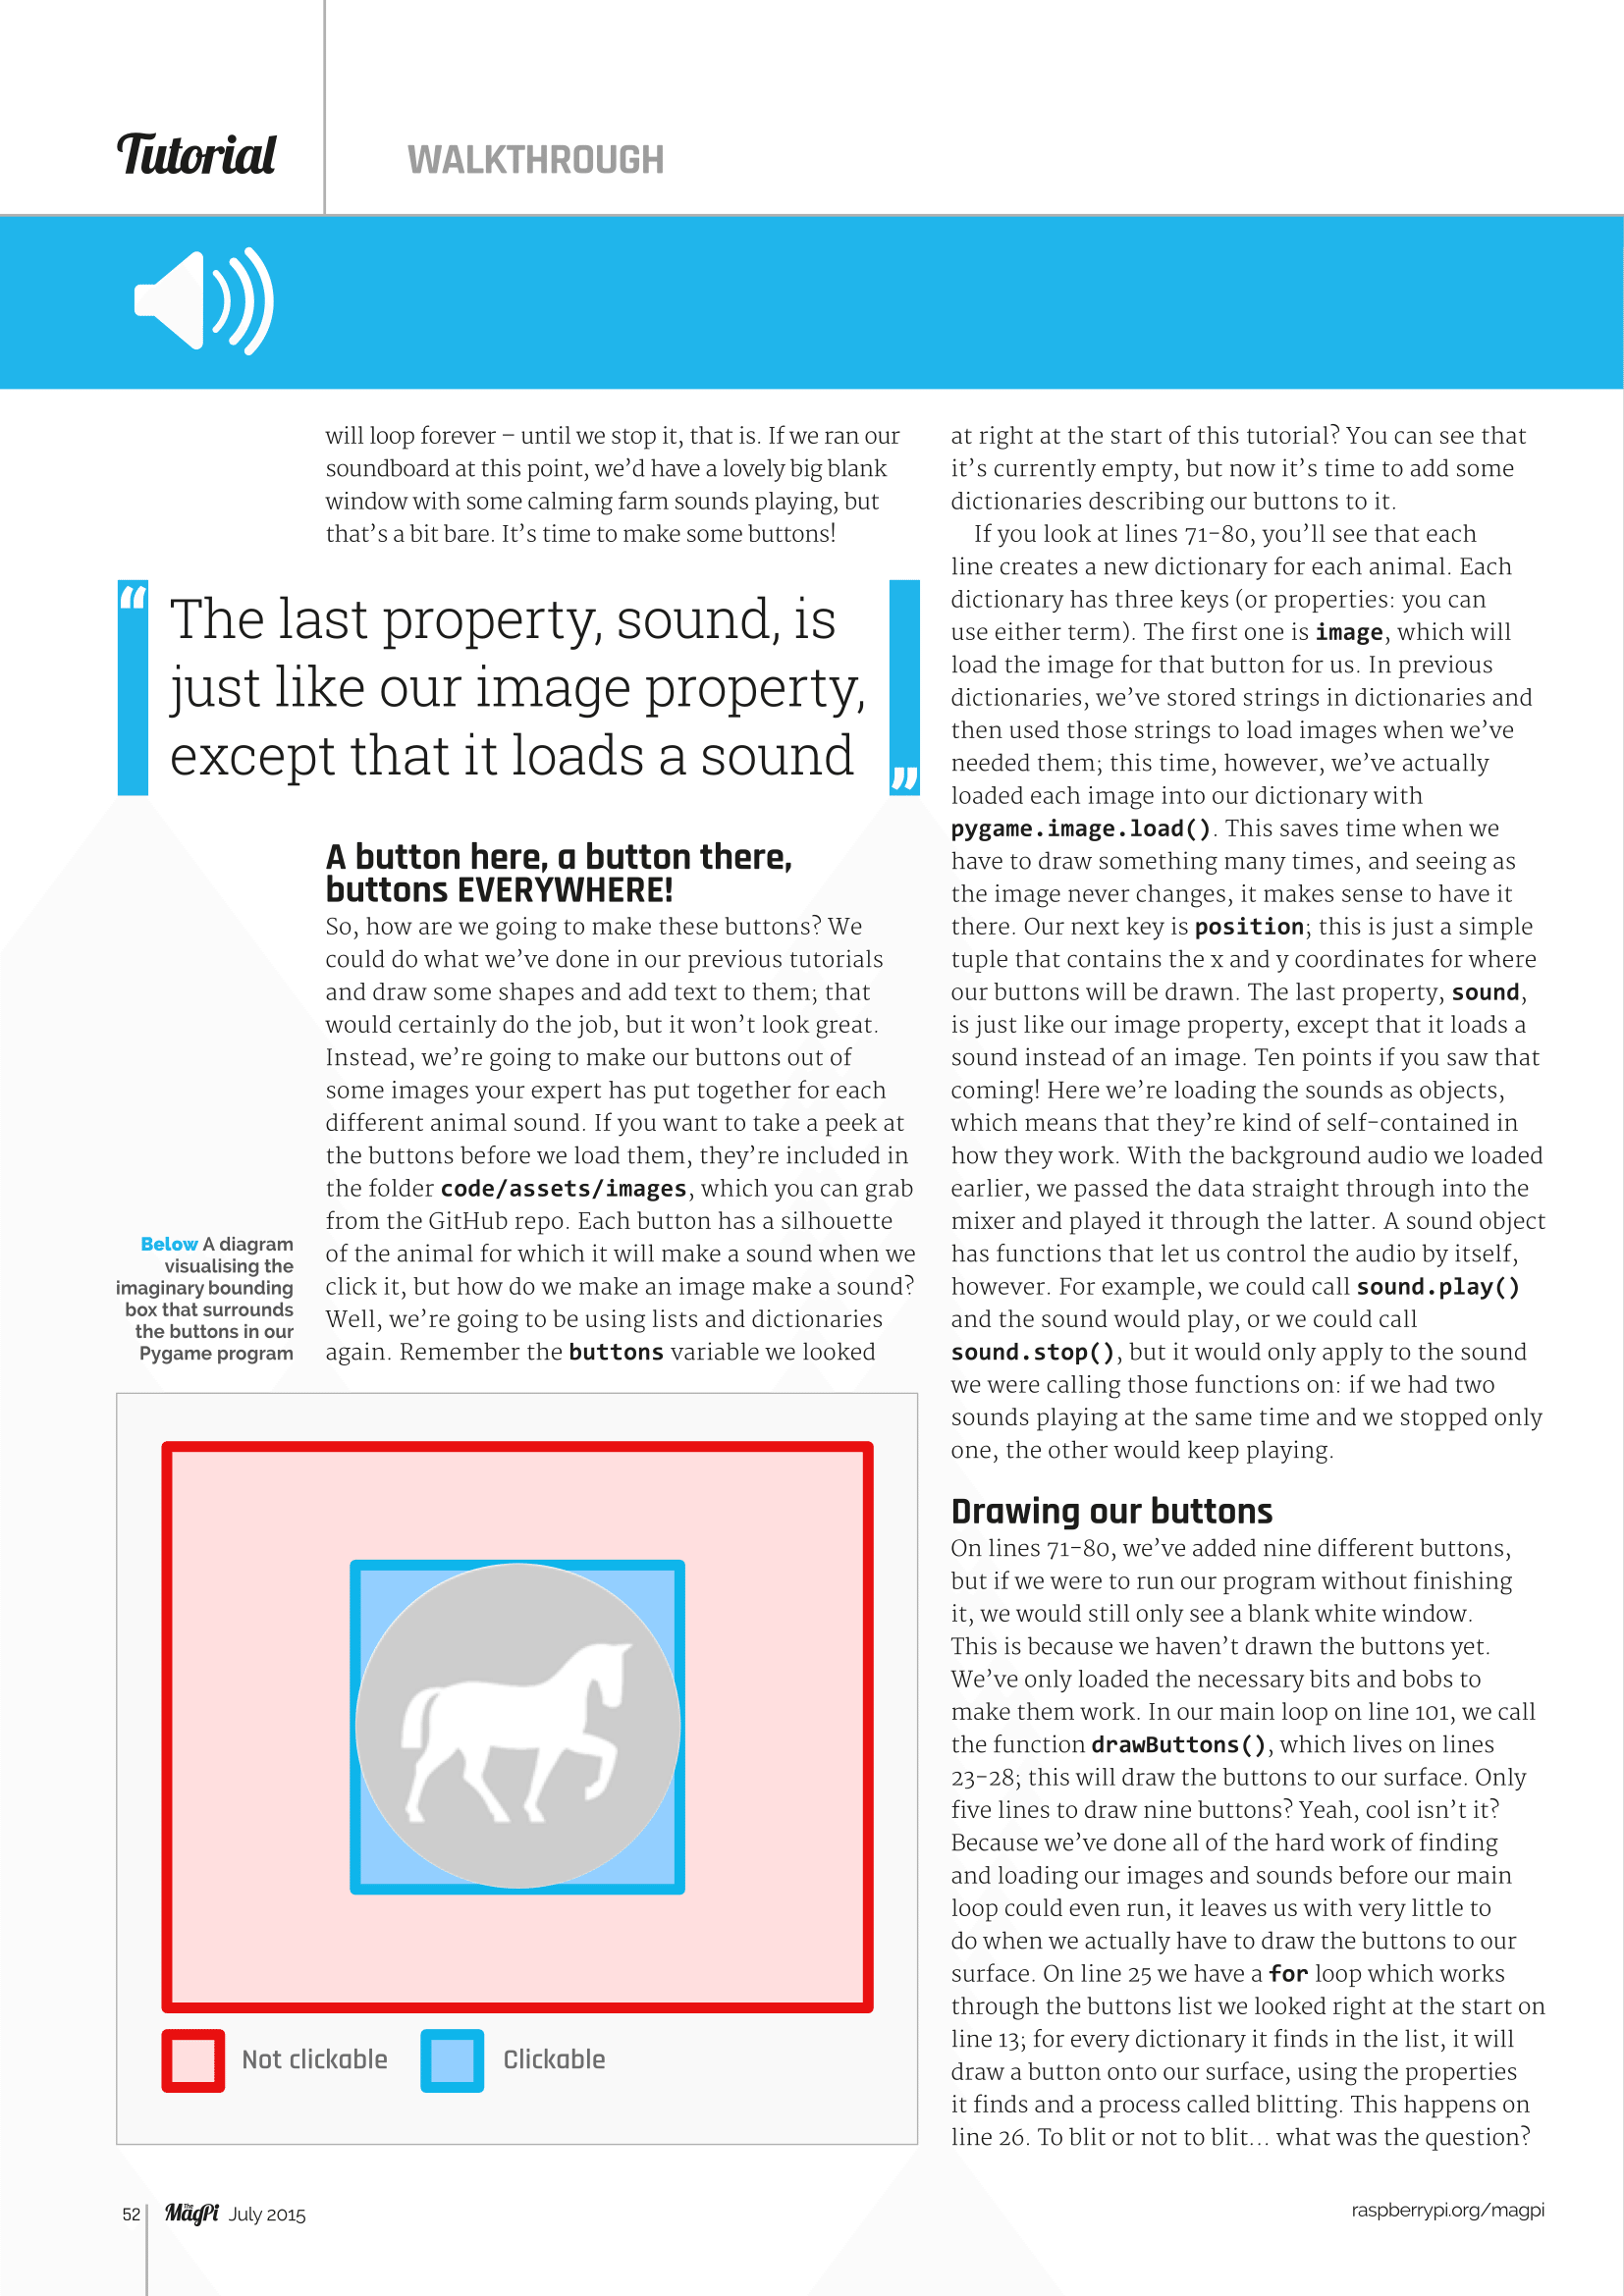 Tutorial
WALKTHROUGH
will loop forever – until we stop it, that is. If we ran our
soundboard at this point, we’d have a lovely big blank
window with some calming farm sounds playing, but
that’s a bit bare. It’s time to make some buttons!
“
The last property, sound, is
just like our image property,
except that it loads a sound
”
A button here, a button there,
buttons EVERYWHERE!
So, how are we going to make these buttons? We
could do what we’ve done in our previous tutorials
and draw some shapes and add text to them; that
would certainly do the job, but it won’t look great.
Instead, we’re going to make our buttons out of
some images your expert has put together for each
different animal sound. If you want to take a peek at
the buttons before we load them, they’re included in
the folder code/assets/images, which you can grab
from the GitHub repo. Each button has a silhouette
of the animal for which it will make a sound when we
click it, but how do we make an image make a sound?
Well, we’re going to be using lists and dictionaries
again. Remember the buttons variable we looked
Below A diagram
visualising the
imaginary bounding
box that surrounds
the buttons in our
Pygame program
Not clickable
Clickable
at right at the start of this tutorial? You can see that
it’s currently empty, but now it’s time to add some
dictionaries describing our buttons to it.
If you look at lines 71-80, you’ll see that each
line creates a new dictionary for each animal. Each
dictionary has three keys (or properties: you can
use either term). The first one is image, which will
load the image for that button for us. In previous
dictionaries, we’ve stored strings in dictionaries and
then used those strings to load images when we’ve
needed them; this time, however, we’ve actually
loaded each image into our dictionary with
pygame.image.load(). This saves time when we
have to draw something many times, and seeing as
the image never changes, it makes sense to have it
there. Our next key is position; this is just a simple
tuple that contains the x and y coordinates for where
our buttons will be drawn. The last property, sound,
is just like our image property, except that it loads a
sound instead of an image. Ten points if you saw that
coming! Here we’re loading the sounds as objects,
which means that they’re kind of self-contained in
how they work. With the background audio we loaded
earlier, we passed the data straight through into the
mixer and played it through the latter. A sound object
has functions that let us control the audio by itself,
however. For example, we could call sound.play()
and the sound would play, or we could call
sound.stop(), but it would only apply to the sound
we were calling those functions on: if we had two
sounds playing at the same time and we stopped only
one, the other would keep playing.
Drawing our buttons
On lines 71-80, we’ve added nine different buttons,
but if we were to run our program without finishing
it, we would still only see a blank white window.
This is because we haven’t drawn the buttons yet.
We’ve only loaded the necessary bits and bobs to
make them work. In our main loop on line 101, we call
the function drawButtons(), which lives on lines
23-28; this will draw the buttons to our surface. Only
five lines to draw nine buttons? Yeah, cool isn’t it?
Because we’ve done all of the hard work of finding
and loading our images and sounds before our main
loop could even run, it leaves us with very little to
do when we actually have to draw the buttons to our
surface. On line 25 we have a for loop which works
through the buttons list we looked right at the start on
line 13; for every dictionary it finds in the list, it will
draw a button onto our surface, using the properties
it finds and a process called blitting. This happens on
line 26. To blit or not to blit... what was the question?
52
The MagPi July 2015
raspberrypi.org/magpi